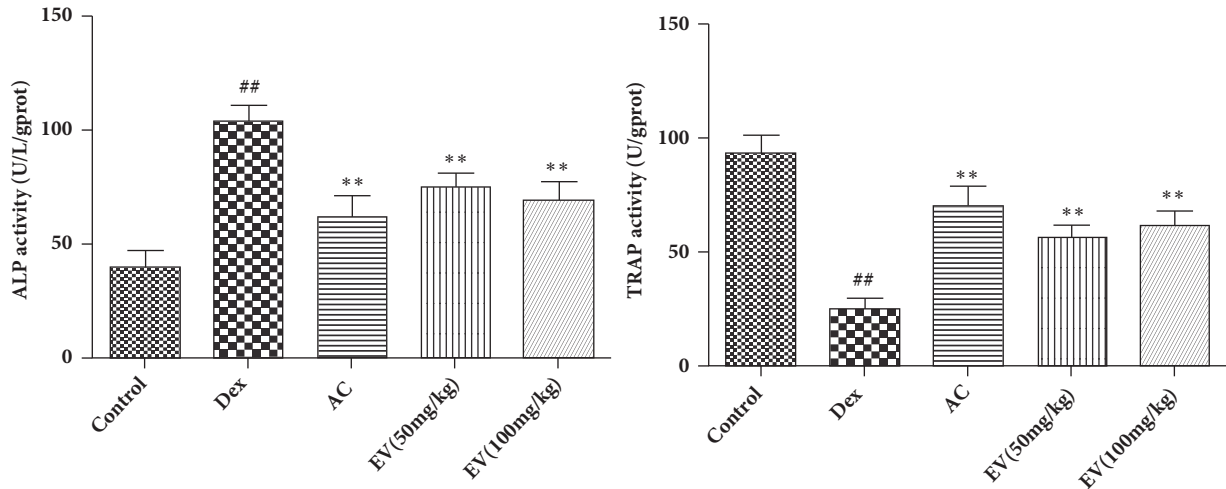 ALP activity (U/L/gprot)
150
100
50
0
##
**
**
**
Control
Dex
AC
EV(50mg/kg)
EV(100mg/kg)
TRAP activity (U/gprot)
150
100
50
0
##
**
**
**
Control
Dex
AC
EV(50mg/kg)
EV(100mg/kg)